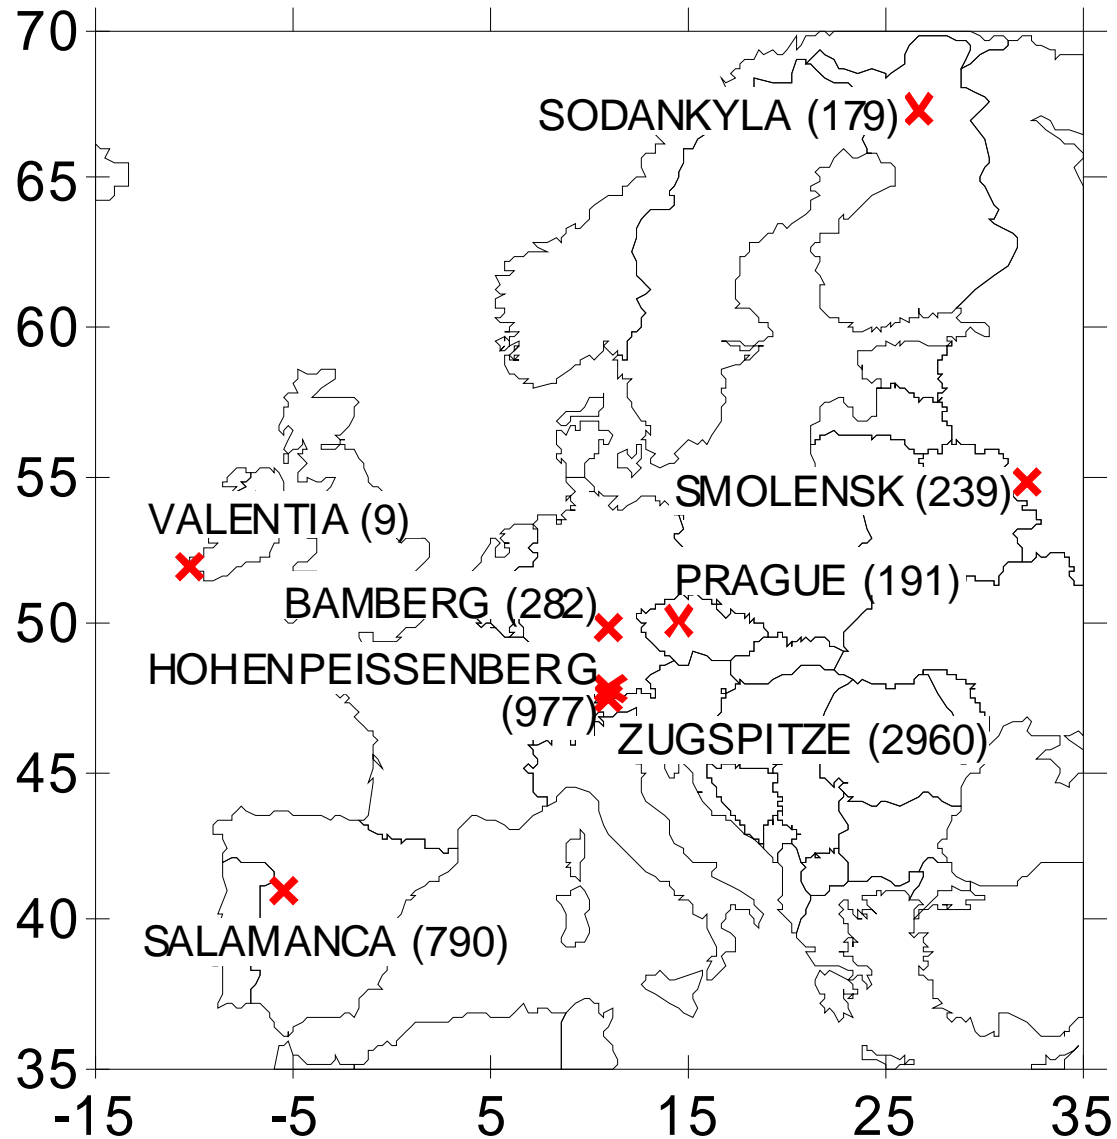 70
SODANKYLA (179)
65
60
55
SMOLENSK (239)
VALENTIA (9)
PRAGUE (191)
BAMBERG (282)
50
HOHENPEISSENBERG
(977)
ZUGSPITZE (2960)
45
40
SALAMANCA (790)
35
-15 -5 5 15 25 35